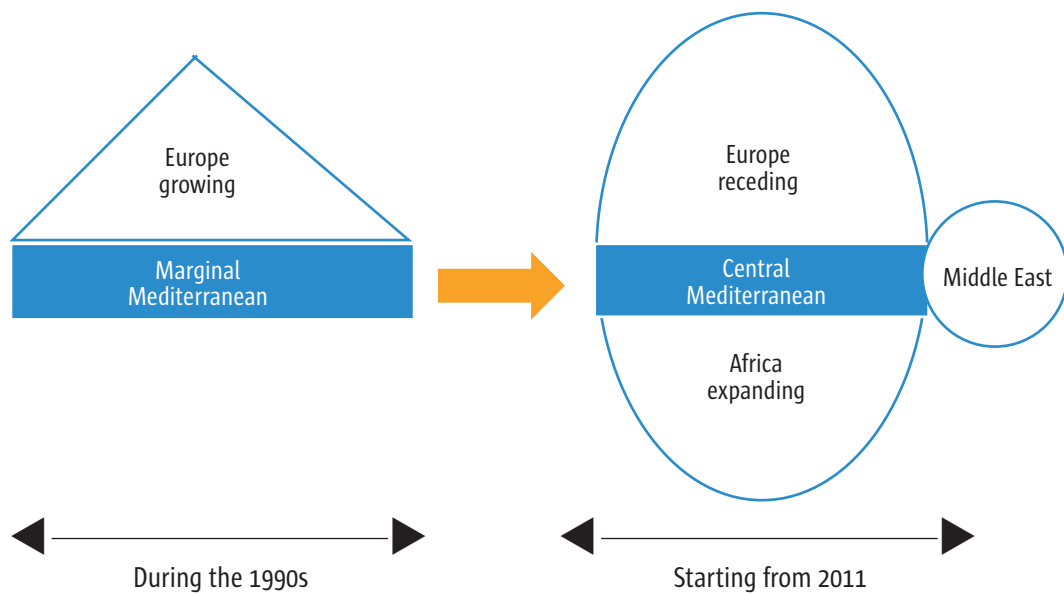 Europe
growing
Marginal
Mediterranean
During the 1990s
Europe
receding
Central
Mediterranean
Middle East
Africa
expanding
Starting from 2011